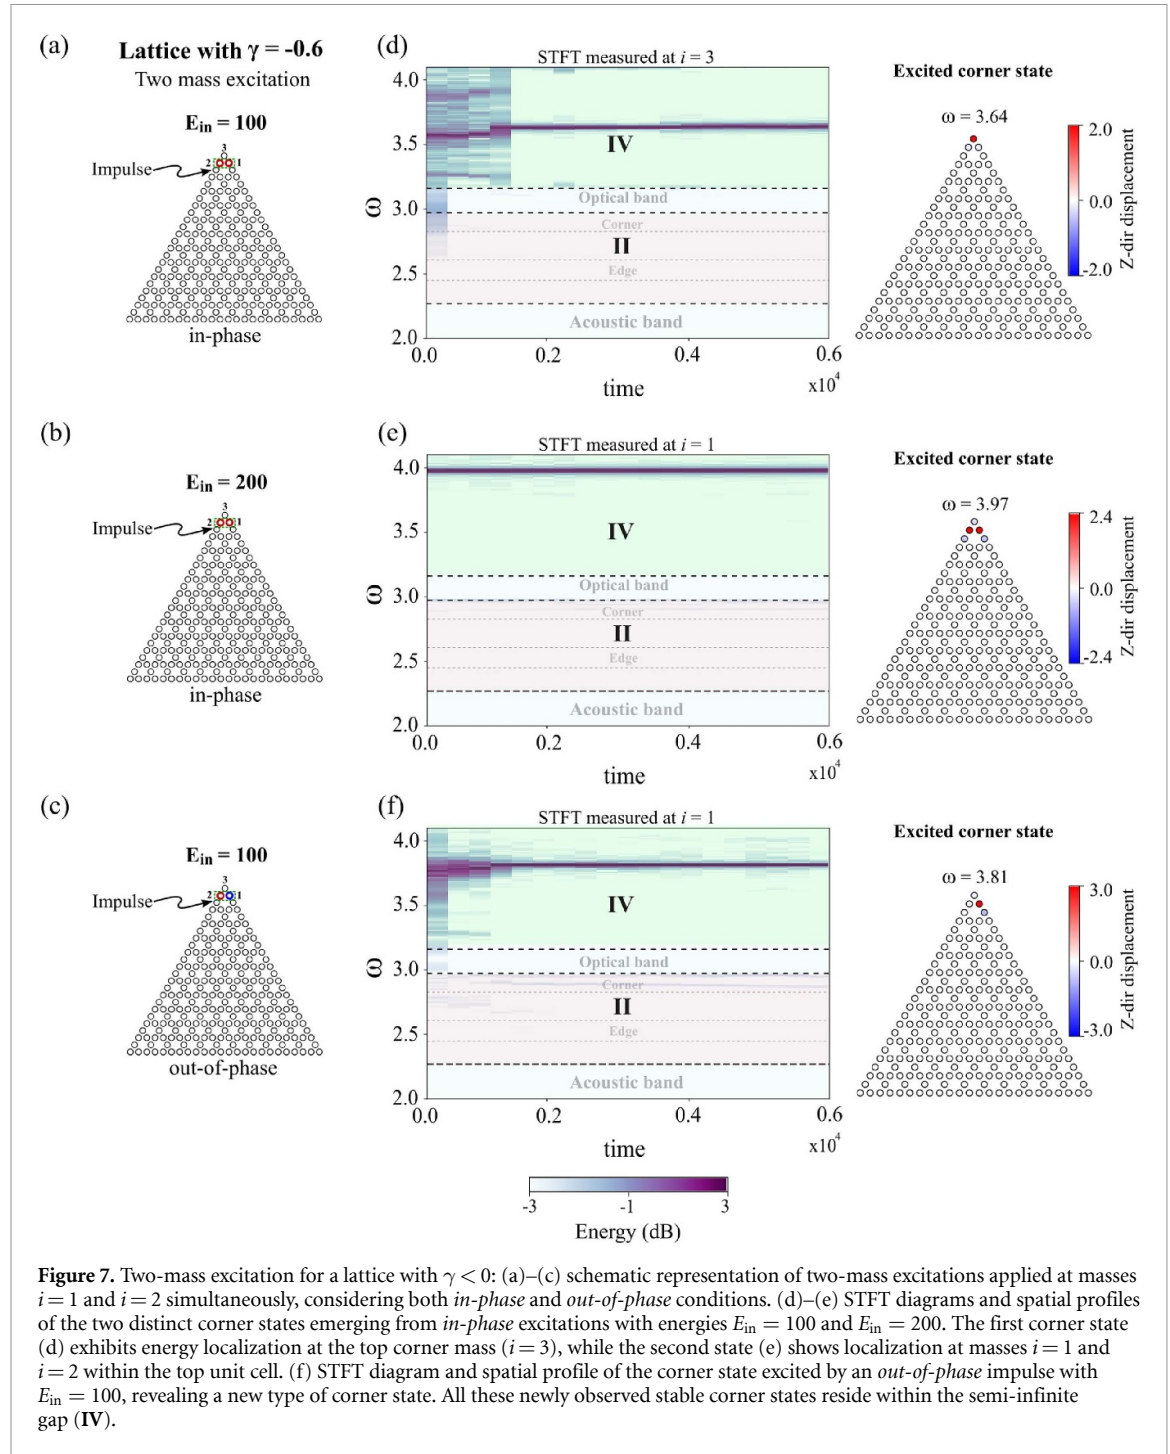 (a)
Lattice with γ = -0.6
Two mass excitation
E_in = 100
Impulse
3
2
1
in-phase
(d)
STFT measured at i = 3
4.0
3.5
3.0
2.5
2.0
ω
IV
Optical band
Corner
II
Edge
Acoustic band
0.0
0.2
0.4
0.6
x10⁴
time
Excited corner state
ω = 3.64
2.0
0.0
-2.0
Z-dir displacement
(b)
E_in = 200
Impulse
3
2
1
in-phase
(e)
STFT measured at i = 1
4.0
3.5
3.0
2.5
2.0
ω
IV
Optical band
Corner
II
Edge
Acoustic band
0.0
0.2
0.4
0.6
x10⁴
time
Excited corner state
ω = 3.97
2.4
0.0
-2.4
Z-dir displacement
(c)
E_in = 100
Impulse
3
2
1
out-of-phase
(f)
STFT measured at i = 1
4.0
3.5
3.0
2.5
2.0
ω
IV
Optical band
Corner
II
Edge
Acoustic band
0.0
0.2
0.4
0.6
x10⁴
time
Excited corner state
ω = 3.81
3.0
0.0
-3.0
Z-dir displacement
-3
-1
3
Energy (dB)
Figure 7. Two-mass excitation for a lattice with γ < 0: (a)–(c) schematic representation of two-mass excitations applied at masses
i = 1 and i = 2 simultaneously, considering both in-phase and out-of-phase conditions. (d)–(e) STFT diagrams and spatial profiles
of the two distinct corner states emerging from in-phase excitations with energies E_in = 100 and E_in = 200. The first corner state
(d) exhibits energy localization at the top corner mass (i = 3), while the second state (e) shows localization at masses i = 1 and
i = 2 within the top unit cell. (f) STFT diagram and spatial profile of the corner state excited by an out-of-phase impulse with
E_in = 100, revealing a new type of corner state. All these newly observed stable corner states reside within the semi-infinite
gap (IV).